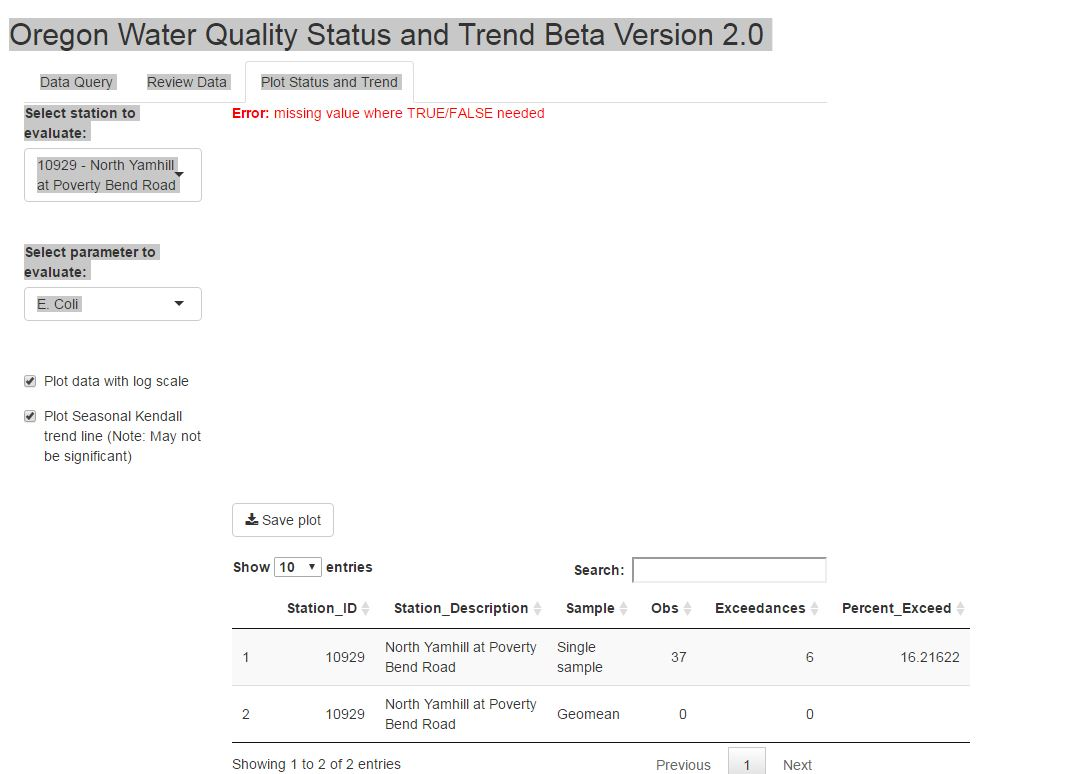 Oregon Water Quality Status and Trend Beta Version 2.0
Data Query Review Data Plot Status and Trend
Select station to
evaluate:
10929 - North Yamhill
at Poverty Bend Road
Select parameter to
evaluate:
E. Coli
Plot data with log scale
Plot Seasonal Kendall
trend line (Note: May not
be significant)
Error: missing value where TRUE/FALSE needed
Save plot
Show 10 entries
Search:
Station_ID Station_Description Sample Obs Exceedances Percent_Exceed
1 10929 North Yamhill at Poverty Bend Road Single sample 37 6 16.21622
2 10929 North Yamhill at Poverty Bend Road Geomean 0 0
Showing 1 to 2 of 2 entries
Previous 1 Next